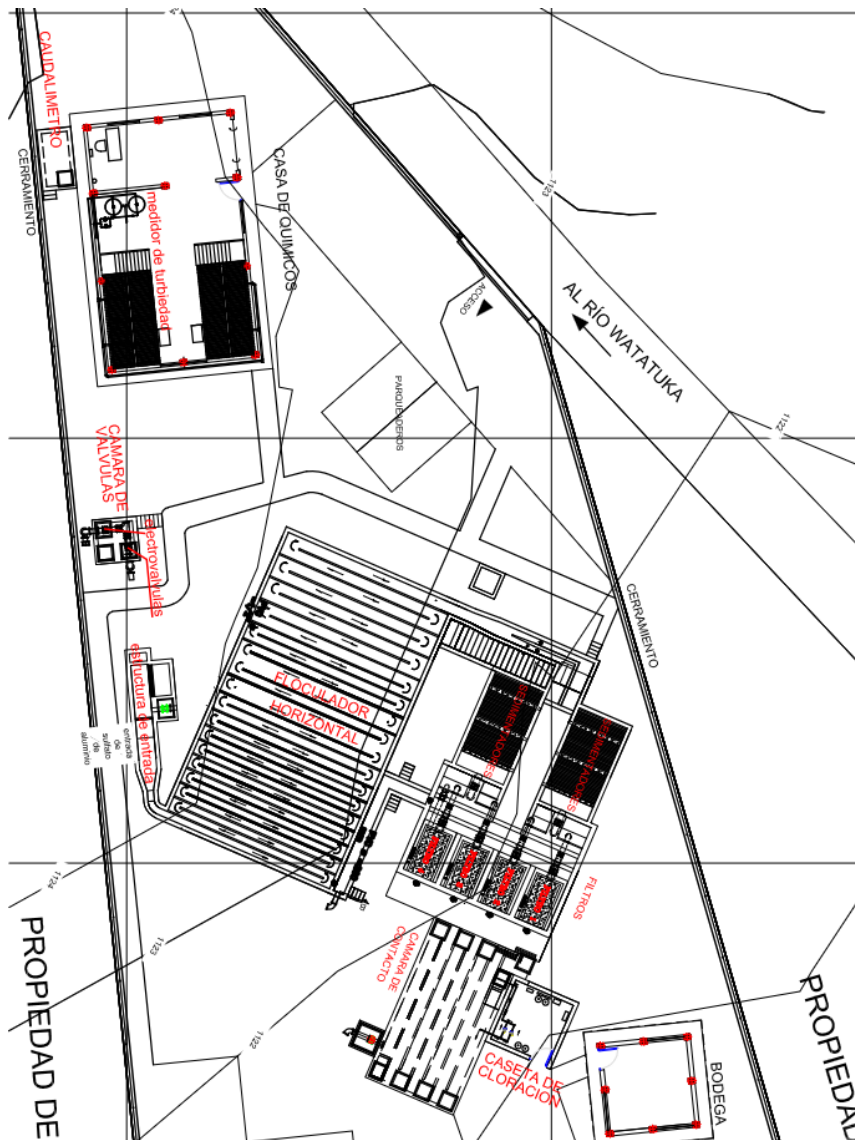 CAUDALIMETRO
CERRAMIENTO
CASA DE QUIMICOS
medidor de turbiedad
1123
ACCESO
AL RÍO WATATUKA
PARQUEADEROS
1122
CAMARA DE
VALVULAS
electrovalvulas
CERRAMIENTO
estructura de entrada
entrada
de
sulfato
de
aluminio
FLOCULADOR
HORIZONTAL
SEDIMENTADORES
SEDIMENTADORES
1124
FILTROS
1123
CAMARA DE
CONTACTO
1122
PROPIEDAD DE
PROPIEDAD
CASETA DE
CLORACION
BODEGA